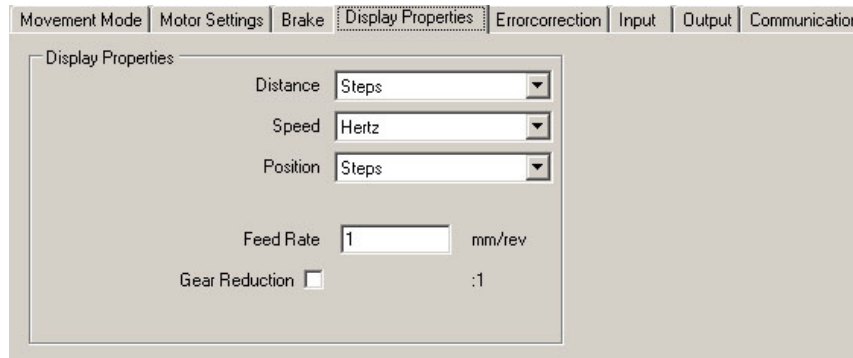 Movement Mode Motor Settings Brake Display Properties Errorcorrection Input Output Communication
Display Properties
Distance Steps
Speed Hertz
Position Steps
Feed Rate 1 mm/rev
Gear Reduction :1